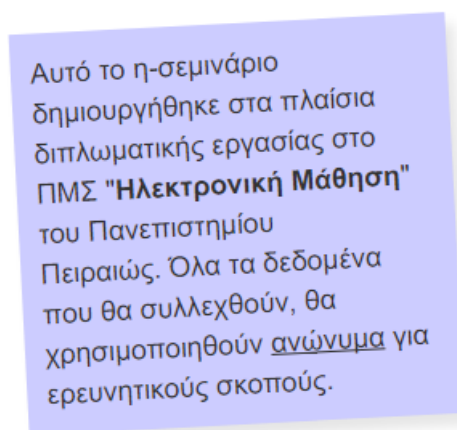 Αυτό το η-σεμινάριο
δημιουργήθηκε στα πλαίσια
διπλωματικής εργασίας στο
ΠΜΣ "Ηλεκτρονική Μάθηση"
του Πανεπιστημίου
Πειραιώς. Όλα τα δεδομένα
που θα συλλεχθούν, θα
χρησιμοποιηθούν ανώνυμα για
ερευνητικούς σκοπούς.